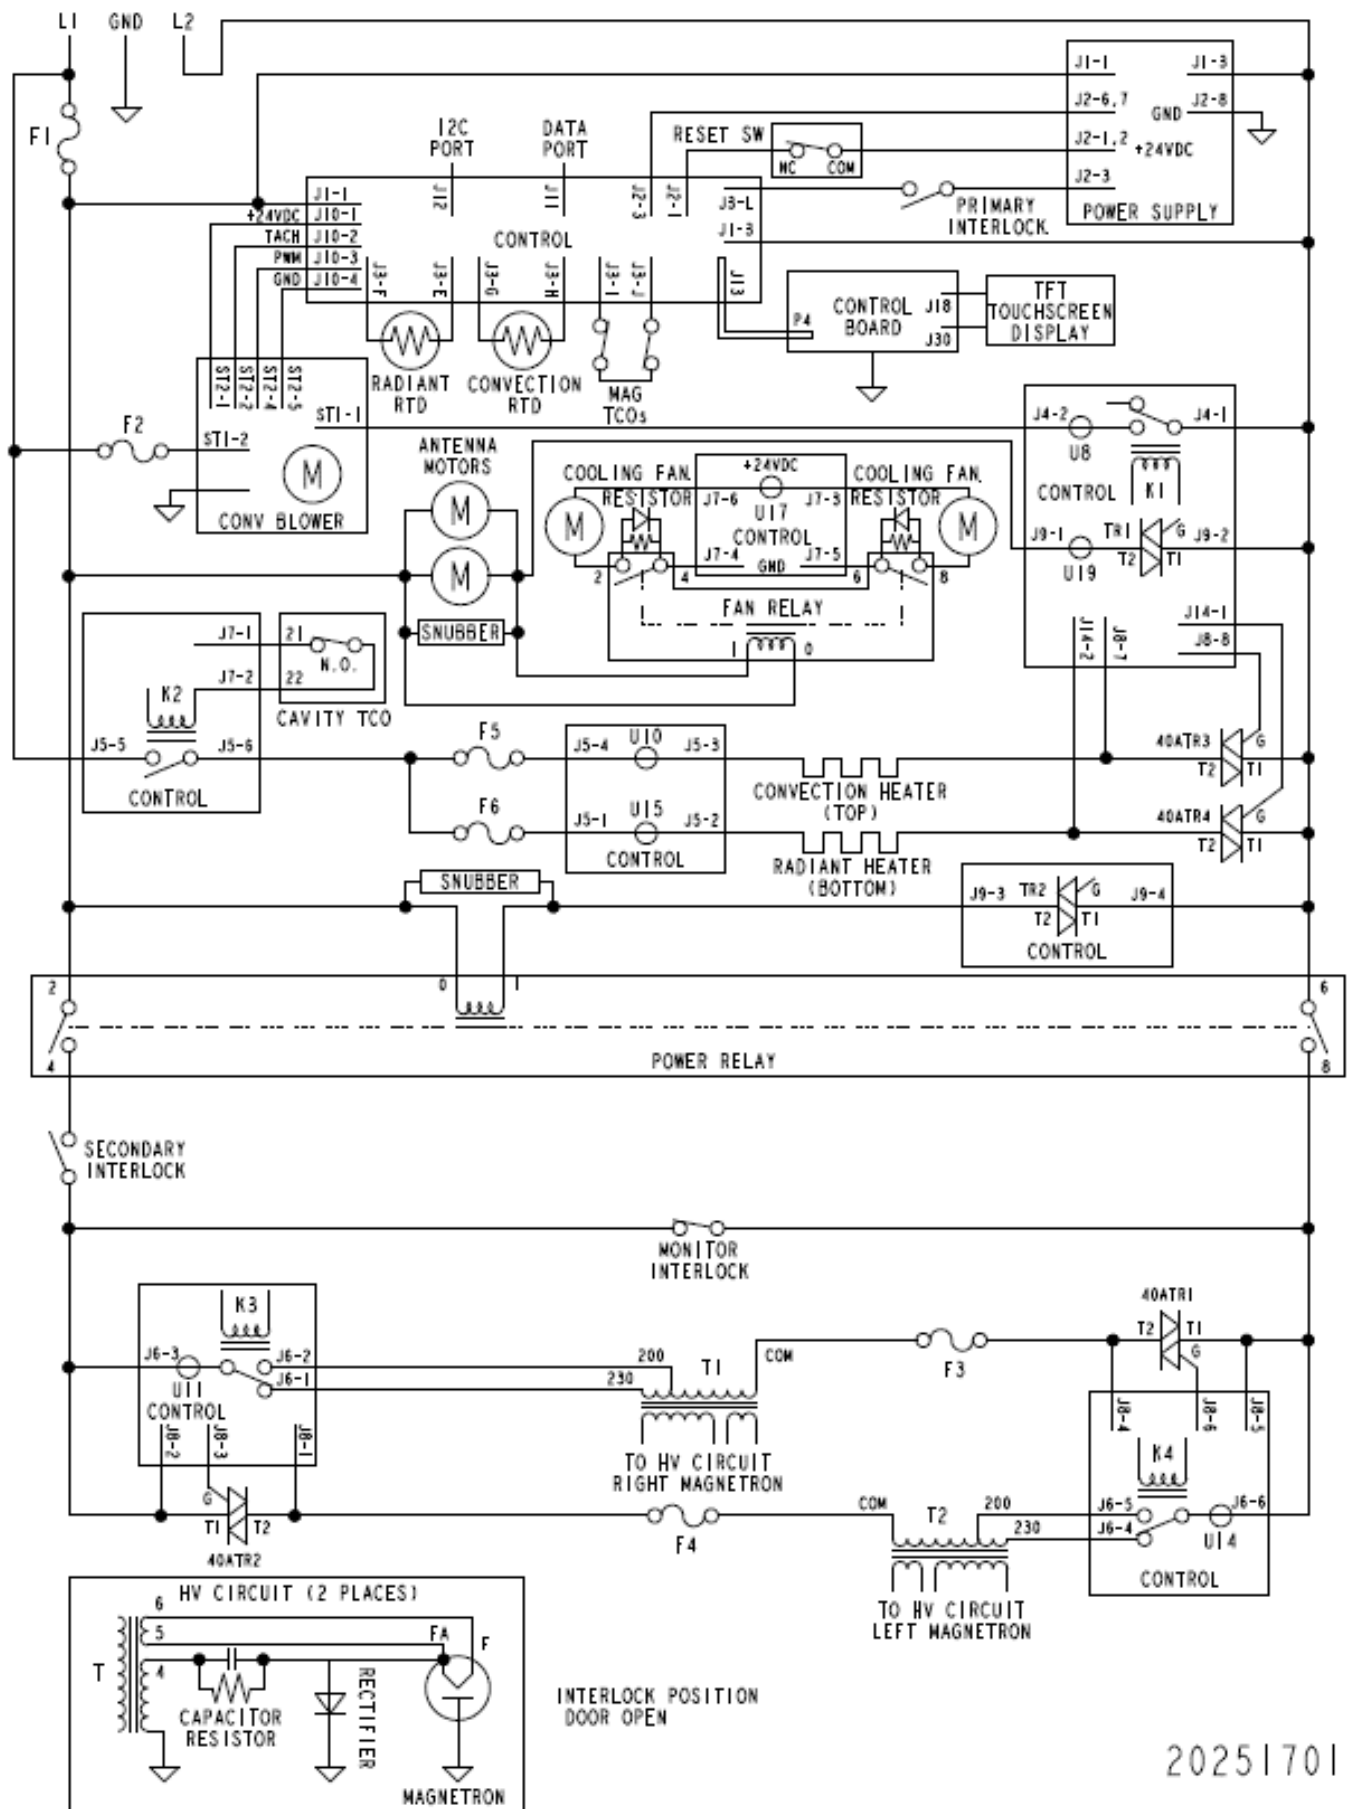 L1 GND L2
F1
I2C
PORT
DATA
PORT
RESET SW
NC COM
J1-1 J1-3
J2-6,7
GND J2-8
J2-1,2 +24VDC
J2-3
POWER SUPPLY
PRIMARY
INTERLOCK
J1-1
+24VDC J10-1
TACH J10-2
PWM J10-3
GND J10-4
J12
J11
J2-3
J2-1
J3-L
J1-3
CONTROL
J3-F
J3-E
J3-G
J3-H
J3-I
J3-J
J13
RADIANT
RTD
CONVECTION
RTD
MAG
TCOs
P4
CONTROL
BOARD
J18
J30
TFT
TOUCHSCREEN
DISPLAY
F2
ST2-1
ST2-2
ST2-4
ST2-5
ST1-1
ST1-2
M
CONV BLOWER
ANTENNA
MOTORS
M
M
SNUBBER
COOLING FAN
RESISTOR
M
+24VDC
J7-6 J7-3
U17
CONTROL
J7-4 J7-5
GND
COOLING FAN
RESISTOR
M
2 4 6 8
FAN RELAY
1 0
J4-2 J4-1
U8
CONTROL K1
J9-1 TR1 G J9-2
T2 T1
U19
J14-2
J8-7
J14-1
J8-8
J7-1
J7-2
K2
J5-5 J5-6
CONTROL
21
N.O.
22
CAVITY TCO
F5
J5-4 U10 J5-3
CONVECTION HEATER
(TOP)
40ATR3 G
T2 T1
F6
J5-1 U15 J5-2
CONTROL
RADIANT HEATER
(BOTTOM)
40ATR4 G
T2 T1
SNUBBER
J9-3 TR2 G J9-4
T2 T1
CONTROL
2 0 1 6
4 POWER RELAY 8
SECONDARY
INTERLOCK
MONITOR
INTERLOCK
K3
J6-3 J6-2
U11 J6-1
CONTROL
J8-2
J8-3
J8-1
G
T1 T2
40ATR2
200 T1 COM
230
TO HV CIRCUIT
RIGHT MAGNETRON
F3
40ATR1
T2 T1
G
J8-4
J8-6
J8-5
K4
J6-5 J6-6
J6-4 U14
CONTROL
F4
COM T2 200
230
TO HV CIRCUIT
LEFT MAGNETRON
HV CIRCUIT (2 PLACES)
6
5
4
T
FA F
CAPACITOR
RESISTOR
RECTIFIER
MAGNETRON
INTERLOCK POSITION
DOOR OPEN
20251701